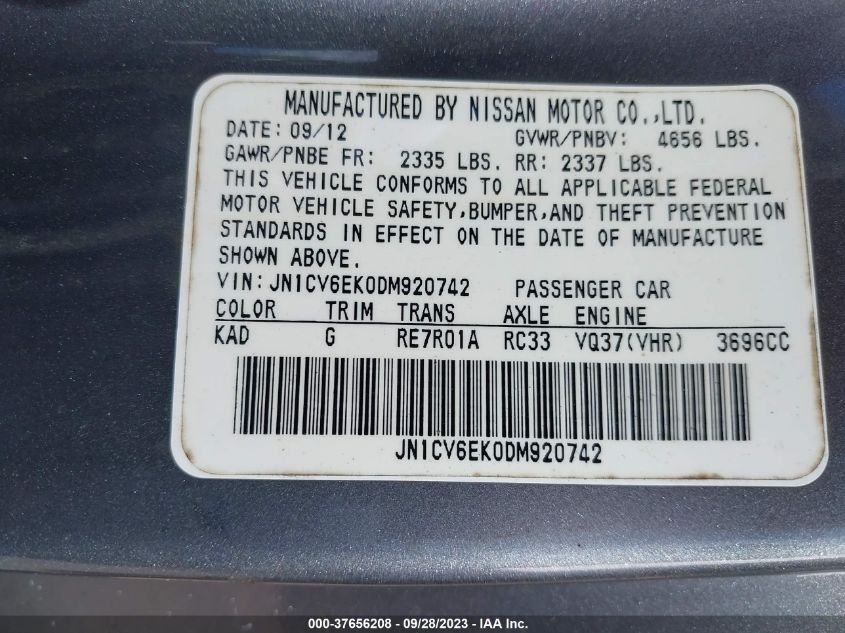 MANUFACTURED BY NISSAN MOTOR CO.,LTD.
DATE: 09/12 GVWR/PNBV: 4656 LBS.
GAWR/PNBE FR: 2335 LBS. RR: 2337 LBS.
THIS VEHICLE CONFORMS TO ALL APPLICABLE FEDERAL
MOTOR VEHICLE SAFETY,BUMPER,AND THEFT PREVENTION
STANDARDS IN EFFECT ON THE DATE OF MANUFACTURE
SHOWN ABOVE.
VIN: JN1CV6EK0DM920742 PASSENGER CAR
COLOR TRIM TRANS AXLE ENGINE
KAD G RE7R01A RC33 VQ37(VHR) 3696CC
JN1CV6EK0DM920742
000-37656208 - 09/28/2023 - IAA Inc.